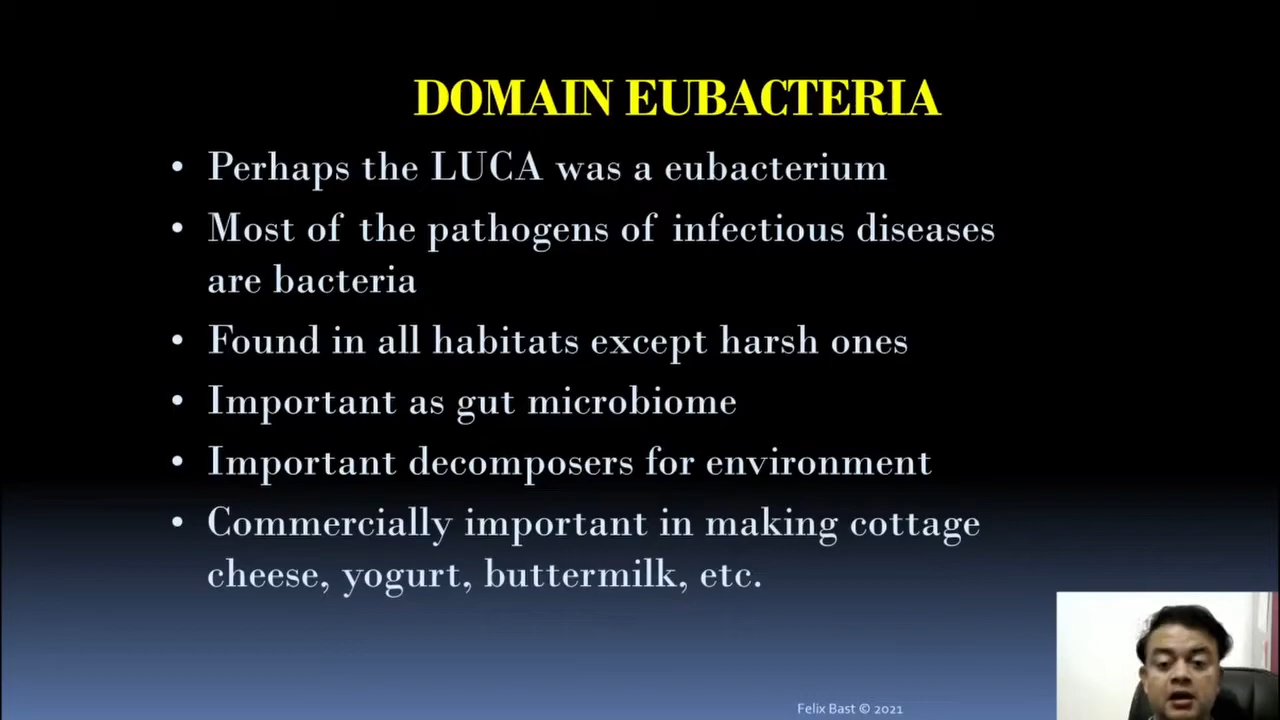 DOMAIN EUBACTERIA
• Perhaps the LUCA was a eubacterium
• Most of the pathogens of infectious diseases
are bacteria
• Found in all habitats except harsh ones
• Important as gut microbiome
• Important decomposers for environment
• Commercially important in making cottage
cheese, yogurt, buttermilk, etc.
Felix Bast © 2021